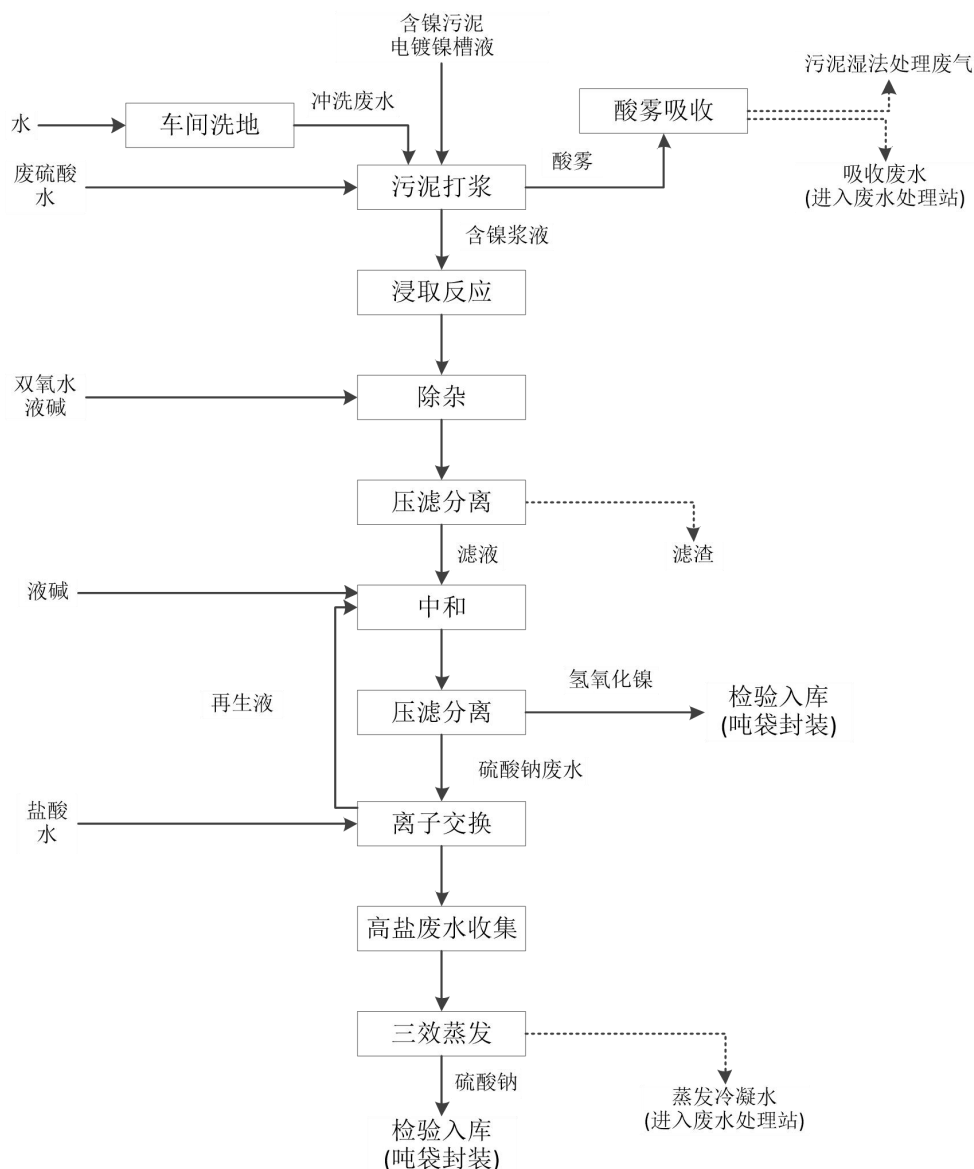 含镍污泥
电镀镍槽液
污泥湿法处理废气
水
车间洗地
冲洗废水
酸雾吸收
废硫酸
水
污泥打浆
酸雾
吸收废水
(进入废水处理站)
含镍浆液
浸取反应
双氧水
液碱
除杂
压滤分离
滤液
滤渣
液碱
中和
再生液
氢氧化镍
压滤分离
检验入库
(吨袋封装)
硫酸钠废水
盐酸
水
离子交换
高盐废水收集
三效蒸发
硫酸钠
蒸发冷凝水
(进入废水处理站)
检验入库
(吨袋封装)